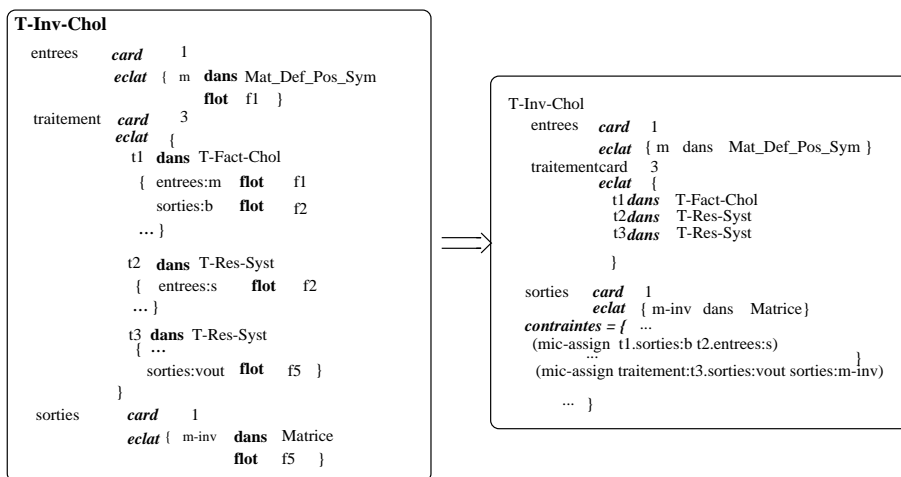 T-Inv-Chol
entrees card 1
eclat { m dans Mat_Def_Pos_Sym
flot f1 }
traitement card 3
eclat {
t1 dans T-Fact-Chol
{ entrees:m flot f1
sorties:b flot f2
... }
t2 dans T-Res-Syst
{ entrees:s flot f2
... }
t3 dans T-Res-Syst
{ ...
sorties:vout flot f5 }
}
sorties card 1
eclat { m-inv dans Matrice
flot f5 }
T-Inv-Chol
entrees card 1
eclat { m dans Mat_Def_Pos_Sym }
traitementcard 3
eclat {
t1 dans T-Fact-Chol
t2 dans T-Res-Syst
t3 dans T-Res-Syst
}
sorties card 1
eclat { m-inv dans Matrice}
contraintes = { ...
(mic-assign t1.sorties:b t2.entrees:s)
... }
(mic-assign traitement:t3.sorties:vout sorties:m-inv)
... }